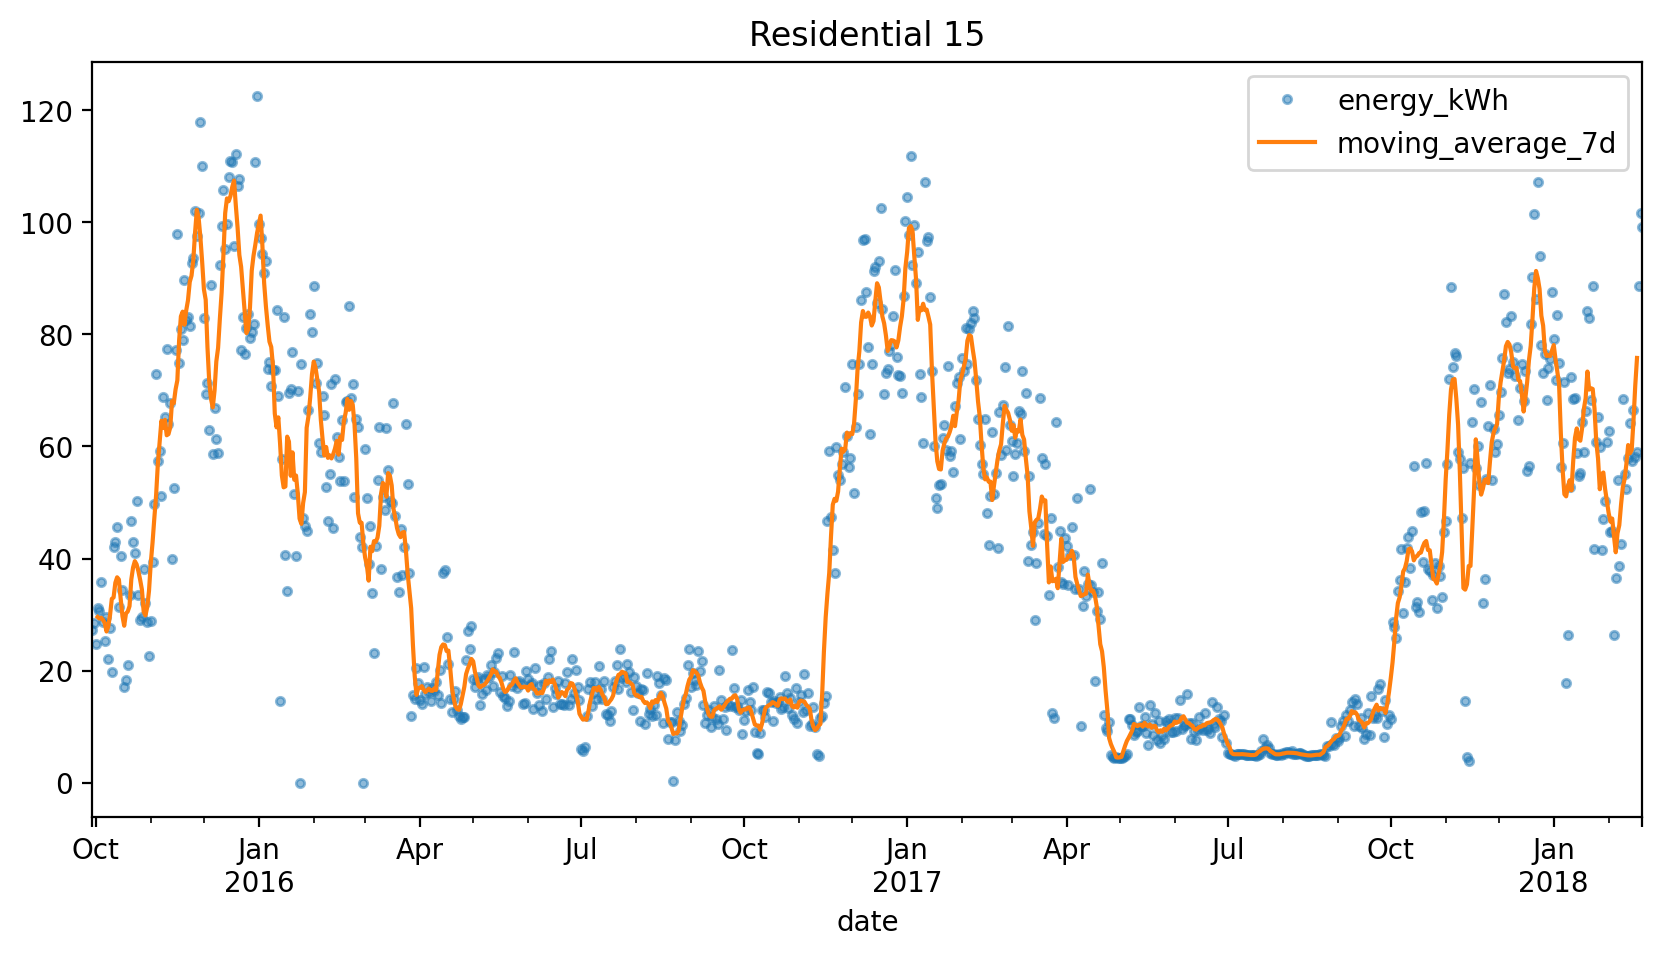 Residential 15
energy_kWh
moving_average_7d
120
100
80
60
40
20
0
Oct Jan Apr Jul Oct Jan Apr Jul Oct Jan
2016 2017 2018
date